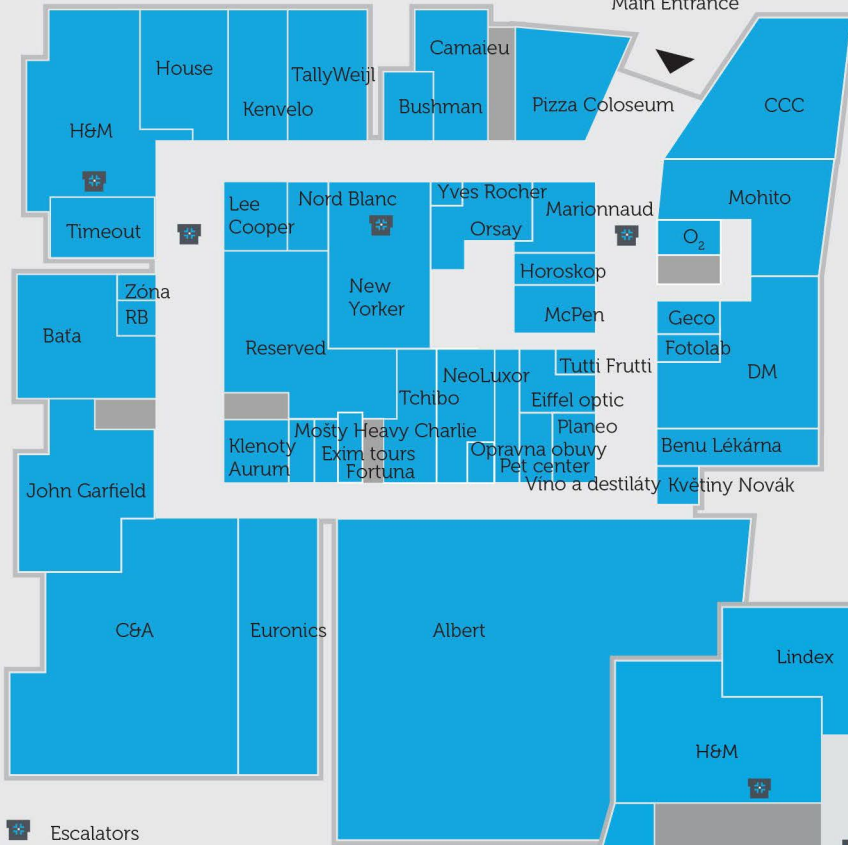 Main Entrance
House
TallyWeijl
Camaieu
Kenvelo
Bushman
Pizza Coloseum
CCC
H&M
Timeout
Lee
Cooper
Nord Blanc
Yves Rocher
Orsay
Marionnaud
Mohito
O₂
Horoskop
New
Yorker
McPen
Geco
Zóna
RB
Baťa
Reserved
Fotolab
DM
Tutti Frutti
NeoLuxor
Tchibo
Eiffel optic
Planeo
Klenoty
Aurum
Mošty Heavy Charlie
Exim tours
Fortuna
Opravna obuvy
Pet center
Víno a destiláty
Benu Lékárna
Květiny Novák
John Garfield
C&A
Euronics
Albert
Lindex
H&M
Escalators